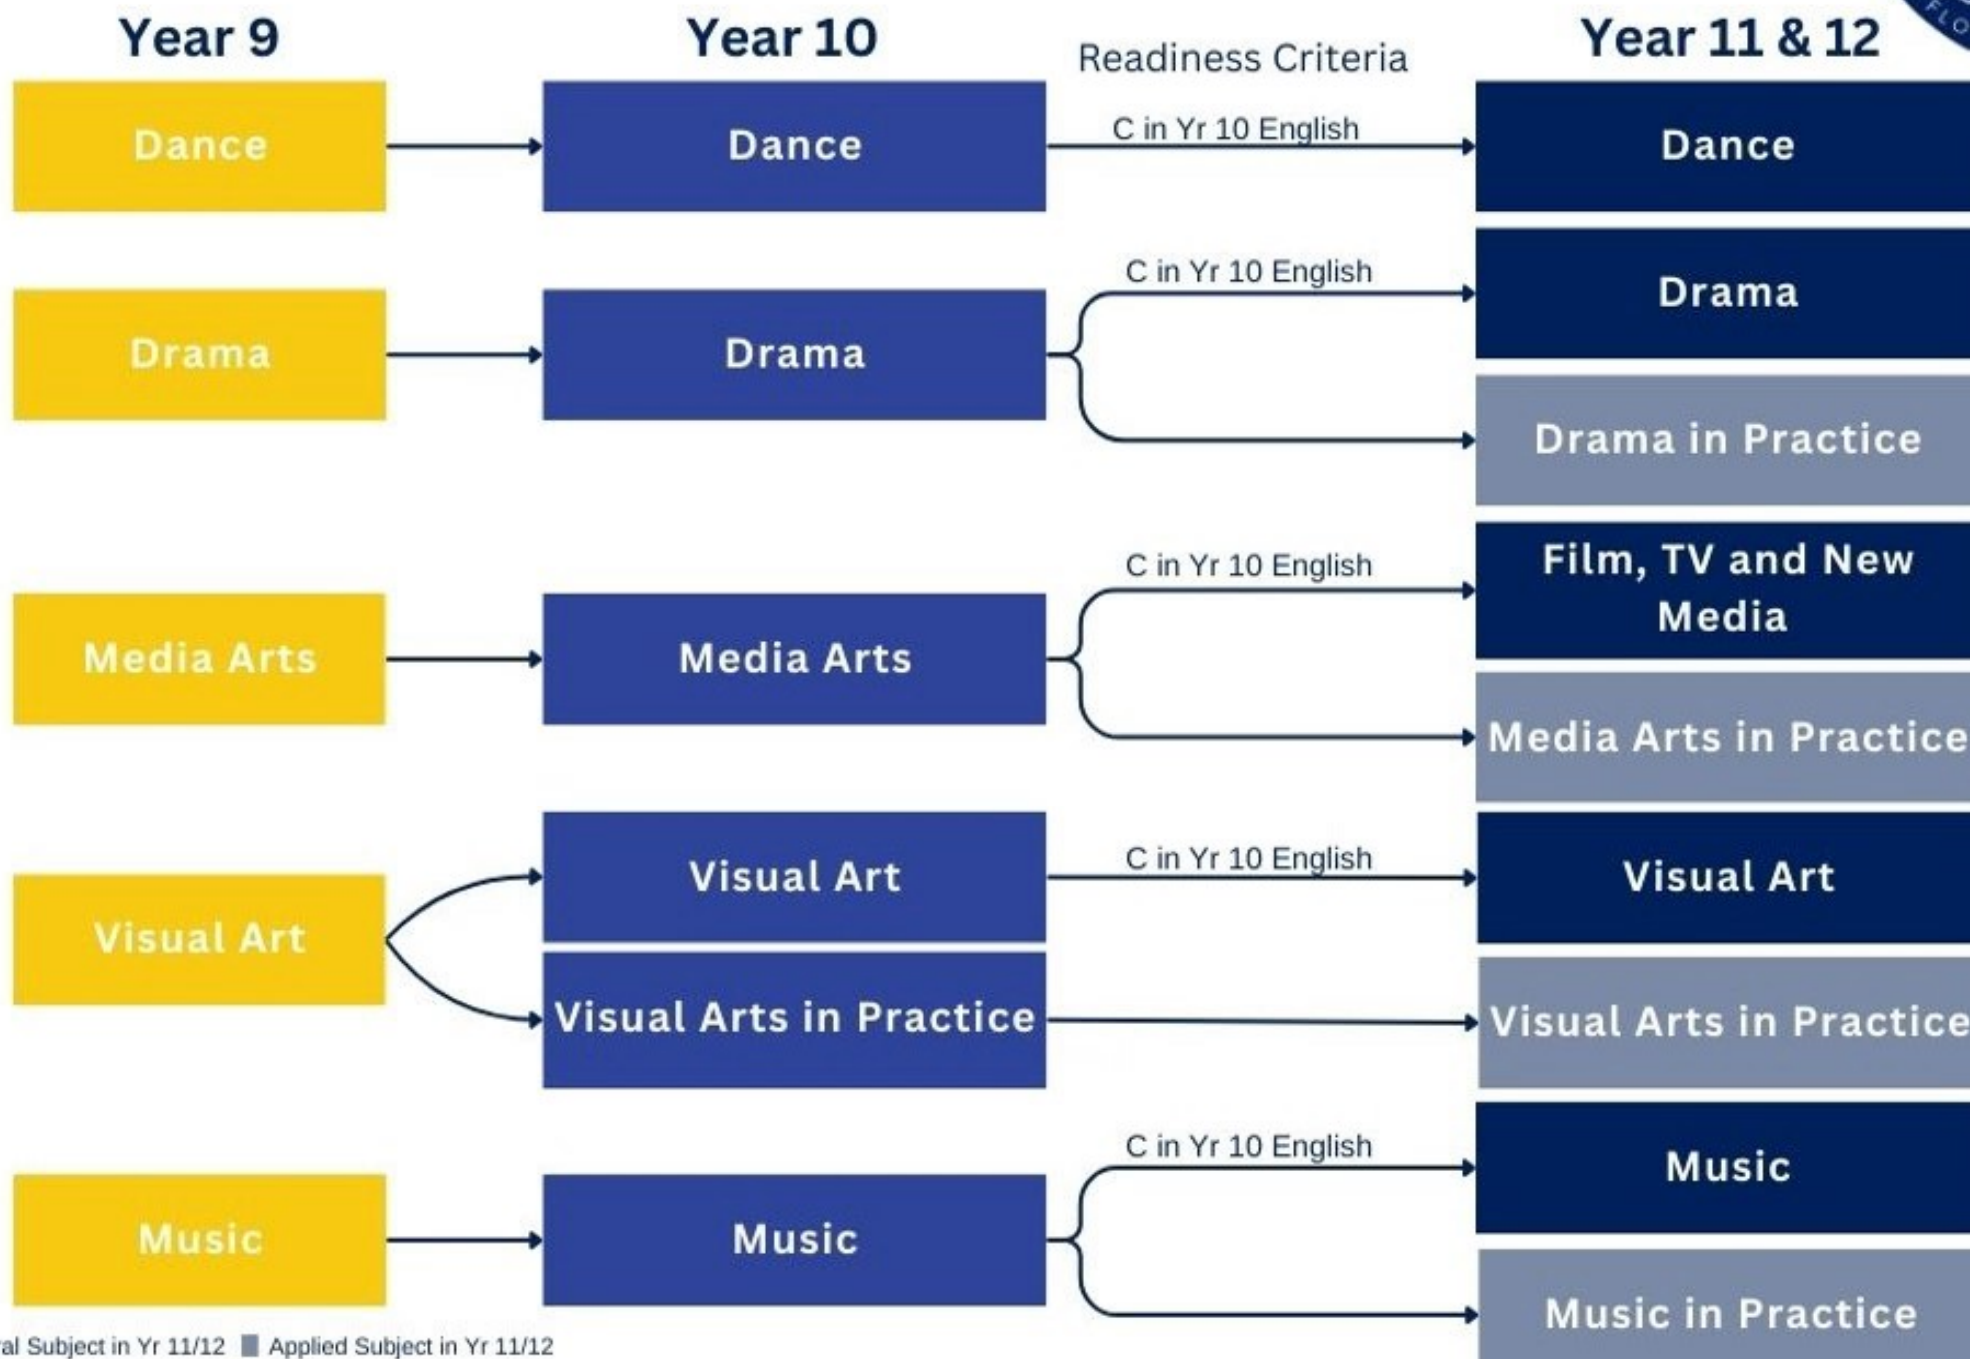 Year 9
Year 10
Readiness Criteria
Year 11 & 12
Dance
Dance
C in Yr 10 English
Dance
Drama
Drama
C in Yr 10 English
Drama
Drama in Practice
Media Arts
Media Arts
C in Yr 10 English
Film, TV and New
Media
Media Arts in Practice
Visual Art
Visual Art
C in Yr 10 English
Visual Art
Visual Arts in Practice
Visual Arts in Practice
Music
Music
C in Yr 10 English
Music
Music in Practice
Subject in Yr 11/12 Applied Subject in Yr 11/12